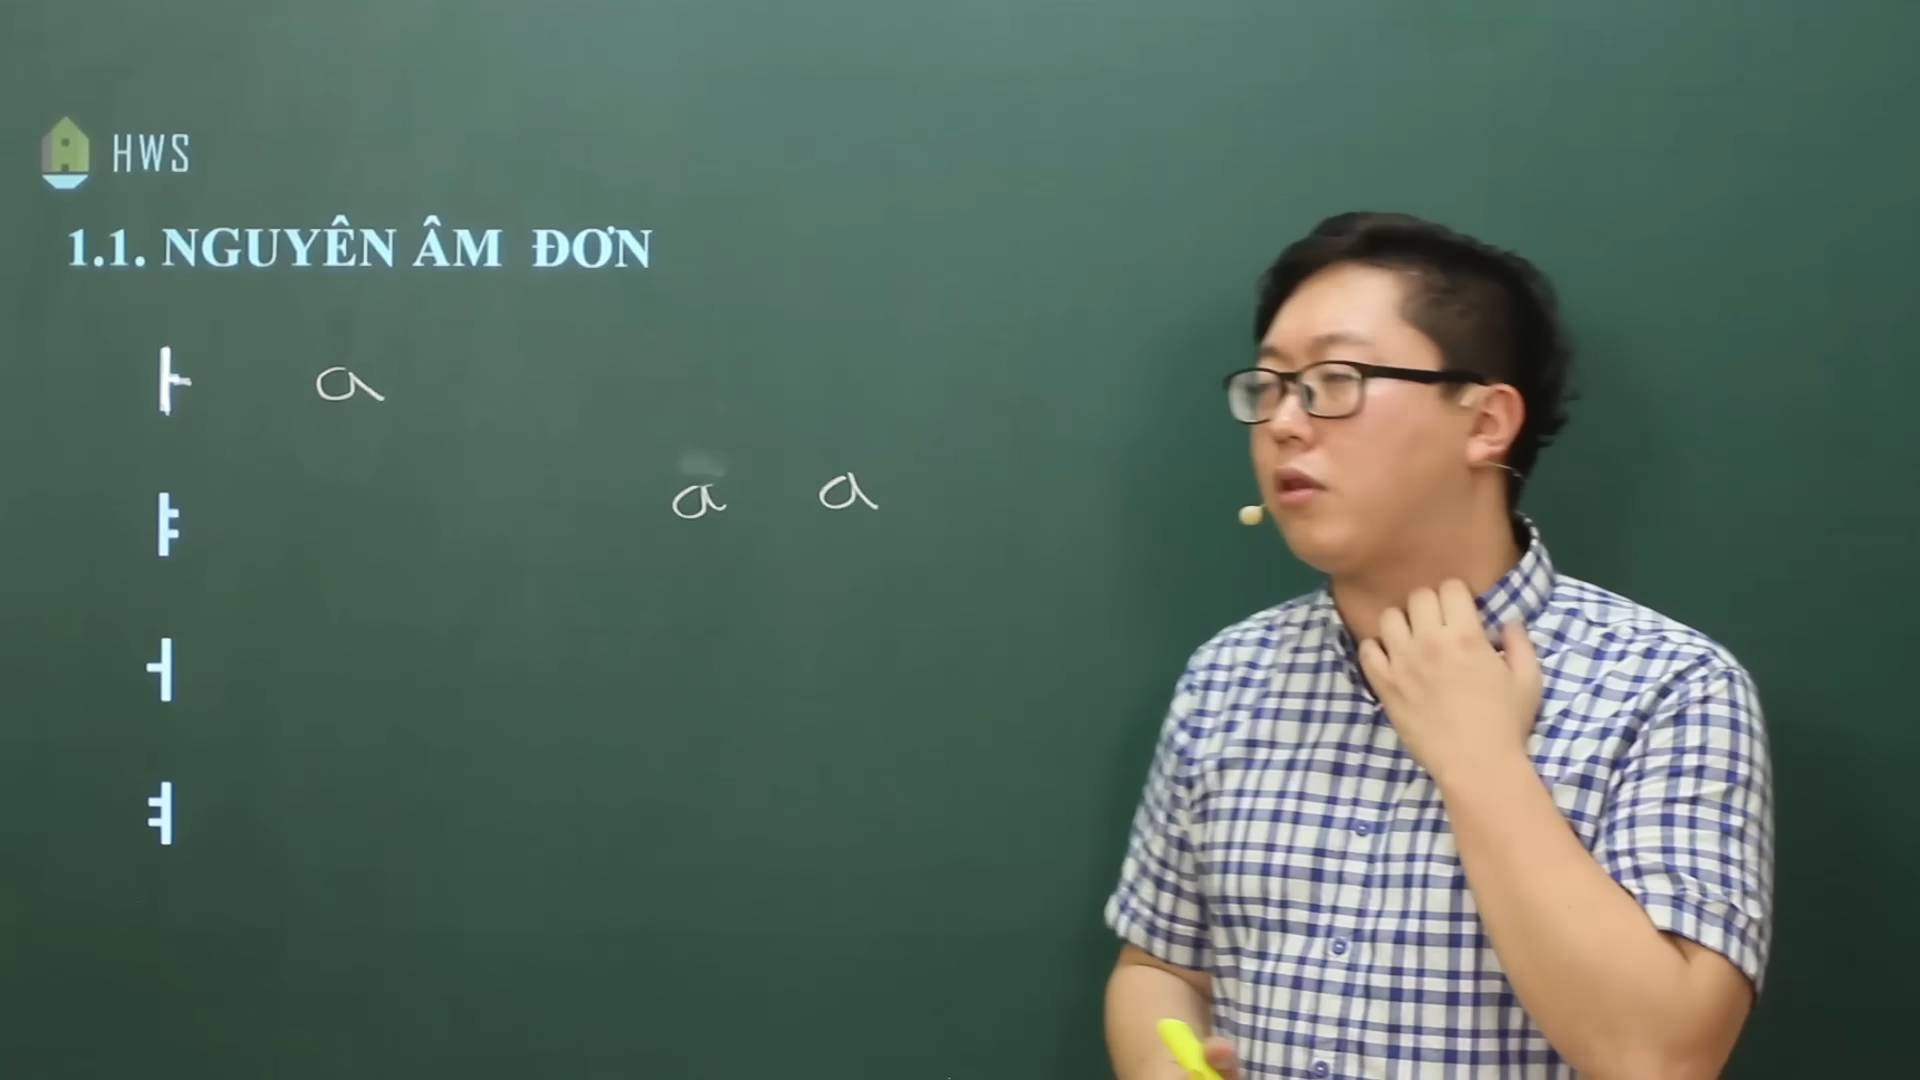 HWS
1.1. NGUYÊN ÂM ĐƠN
ㅏ a
a a
ㅑ
ㅓ
ㅕ